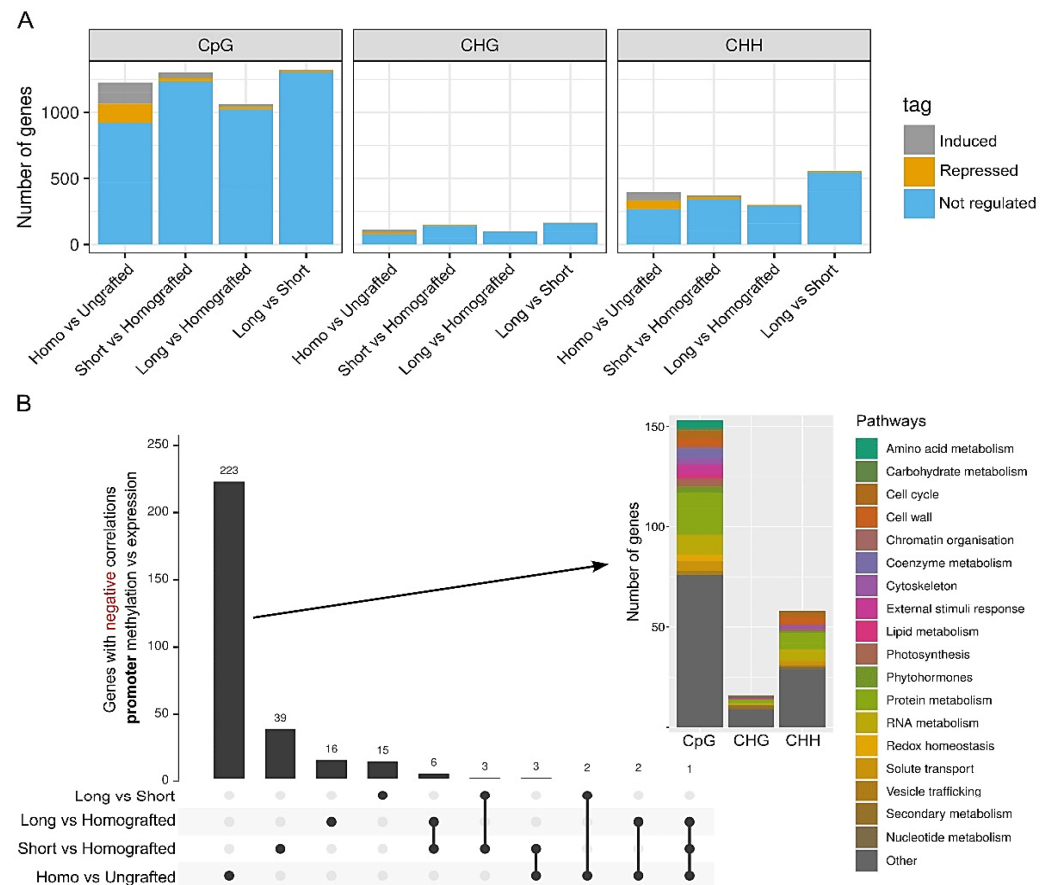 A
CpG
CHG
CHH
Number of genes
1000
500
0
Homo vs Ungrafted
Short vs Homografted
Long vs Homografted
Long vs Short
Homo vs Ungrafted
Short vs Homografted
Long vs Homografted
Long vs Short
Homo vs Ungrafted
Short vs Homografted
Long vs Homografted
Long vs Short
tag
Induced
Repressed
Not regulated
B
Genes with negative correlations
promoter methylation vs expression
250
200
150
100
50
0
223
39
16
15
6
3
3
2
2
1
Long vs Short
Long vs Homografted
Short vs Homografted
Homo vs Ungrafted
Number of genes
150
100
50
CpG
CHG
CHH
Pathways
Amino acid metabolism
Carbohydrate metabolism
Cell cycle
Cell wall
Chromatin organisation
Coenzyme metabolism
Cytoskeleton
External stimuli response
Lipid metabolism
Photosynthesis
Phytohormones
Protein metabolism
RNA metabolism
Redox homeostasis
Solute transport
Vesicle trafficking
Secondary metabolism
Nucleotide metabolism
Other